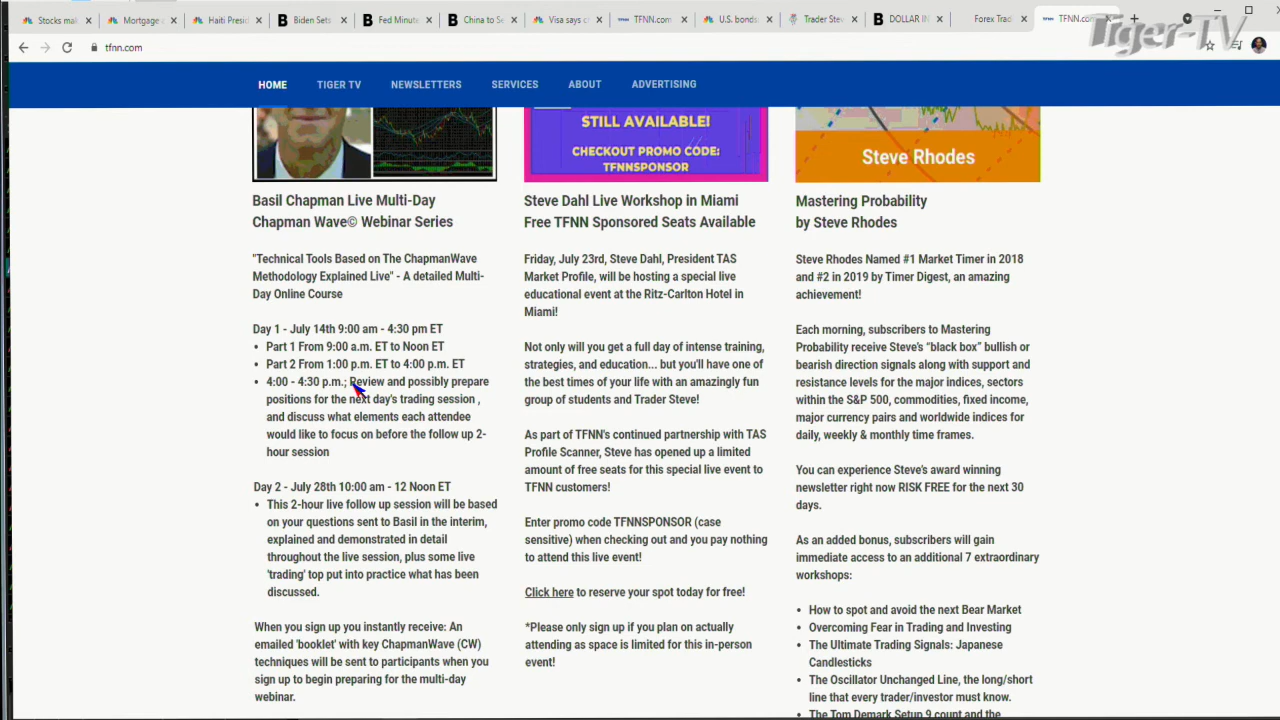 Stocks mak
Mortgage
Haiti Presid
Biden Sets
Fed Minute
China to Se
Visa says c
TFNN.com
U.S. bonds
Trader Stev
DOLLAR IN
Forex Trad
TFNN.co
Tiger-TV
tfnn.com
HOME
TIGER TV
NEWSLETTERS
SERVICES
ABOUT
ADVERTISING
Basil Chapman Live Multi-Day
Chapman Wave© Webinar Series
"Technical Tools Based on The ChapmanWave
Methodology Explained Live" - A detailed Multi-
Day Online Course
Day 1 - July 14th 9:00 am - 4:30 pm ET
• Part 1 From 9:00 a.m. ET to Noon ET
• Part 2 From 1:00 p.m. ET to 4:00 p.m. ET
• 4:00 - 4:30 p.m.; Review and possibly prepare
positions for the next day's trading session ,
and discuss what elements each attendee
would like to focus on before the follow up 2-
hour session
Day 2 - July 28th 10:00 am - 12 Noon ET
• This 2-hour live follow up session will be based
on your questions sent to Basil in the interim,
explained and demonstrated in detail
throughout the live session, plus some live
'trading' top put into practice what has been
discussed.
When you sign up you instantly receive: An
emailed 'booklet' with key ChapmanWave (CW)
techniques will be sent to participants when you
sign up to begin preparing for the multi-day
webinar.
STILL AVAILABLE!
CHECKOUT PROMO CODE:
TFNNSPONSOR
Steve Dahl Live Workshop in Miami
Free TFNN Sponsored Seats Available
Friday, July 23rd, Steve Dahl, President TAS
Market Profile, will be hosting a special live
educational event at the Ritz-Carlton Hotel in
Miami!
Not only will you get a full day of intense training,
strategies, and education... but you'll have one of
the best times of your life with an amazingly fun
group of students and Trader Steve!
As part of TFNN's continued partnership with TAS
Profile Scanner, Steve has opened up a limited
amount of free seats for this special live event to
TFNN customers!
Enter promo code TFNNSPONSOR (case
sensitive) when checking out and you pay nothing
to attend this live event!
Click here to reserve your spot today for free!
*Please only sign up if you plan on actually
attending as space is limited for this in-person
event!
Steve Rhodes
Mastering Probability
by Steve Rhodes
Steve Rhodes Named #1 Market Timer in 2018
and #2 in 2019 by Timer Digest, an amazing
achievement!
Each morning, subscribers to Mastering
Probability receive Steve's “black box” bullish or
bearish direction signals along with support and
resistance levels for the major indices, sectors
within the S&P 500, commodities, fixed income,
major currency pairs and worldwide indices for
daily, weekly & monthly time frames.
You can experience Steve's award winning
newsletter right now RISK FREE for the next 30
days.
As an added bonus, subscribers will gain
immediate access to an additional 7 extraordinary
workshops:
• How to spot and avoid the next Bear Market
• Overcoming Fear in Trading and Investing
• The Ultimate Trading Signals: Japanese
Candlesticks
• The Oscillator Unchanged Line, the long/short
line that every trader/investor must know.
• The Tom Demark Setup 9 count and the